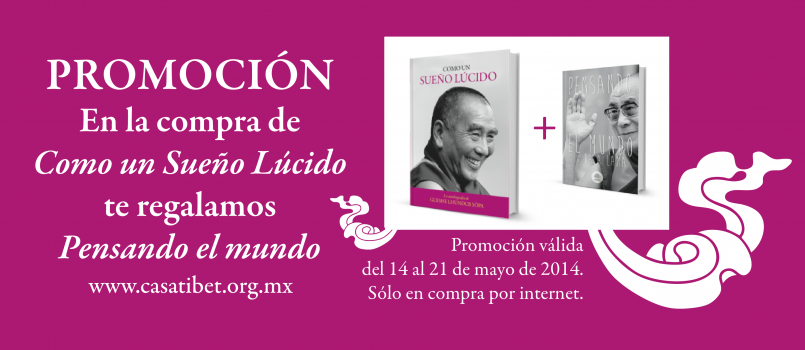 PROMOCIÓN
En la compra de
Como un Sueño Lúcido
te regalamos
Pensando el mundo
www.casatibet.org.mx
COMO UN
SUEÑO LÚCIDO
+
PENSANDO
EL MUNDO
Promoción válida
del 14 al 21 de mayo de 2014.
Sólo en compra por internet.